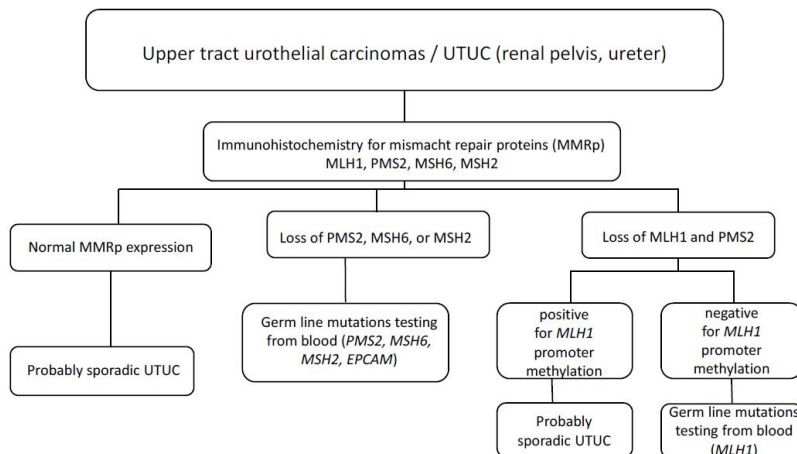 Upper tract urothelial carcinomas / UTUC (renal pelvis, ureter)
Immunohistochemistry for mismacht repair proteins (MMRp)
MLH1, PMS2, MSH6, MSH2
Normal MMRp expression
Loss of PMS2, MSH6, or MSH2
Loss of MLH1 and PMS2
Probably sporadic UTUC
Germ line mutations testing
from blood (PMS2, MSH6,
MSH2, EPCAM)
positive
for MLH1
promoter
methylation
negative
for MLH1
promoter
methylation
Probably
sporadic UTUC
Germ line mutations
testing from blood
(MLH1)